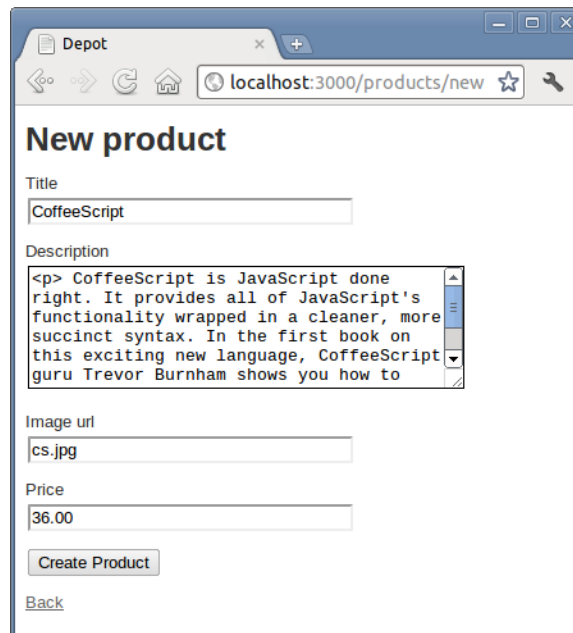 Depot
localhost:3000/products/new
New product
Title
CoffeeScript
Description
<p> CoffeeScript is JavaScript done
right. It provides all of JavaScript's
functionality wrapped in a cleaner, more
succinct syntax. In the first book on
this exciting new language, CoffeeScript
guru Trevor Burnham shows you how to
Image url
cs.jpg
Price
36.00
Create Product
Back